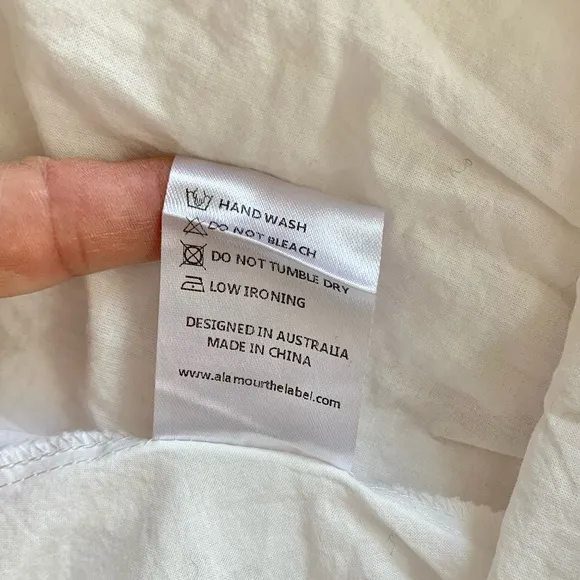 HAND WASH
DO NOT BLEACH
DO NOT TUMBLE DRY
LOW IRONING
DESIGNED IN AUSTRALIA
MADE IN CHINA
www.alamourthelabel.com